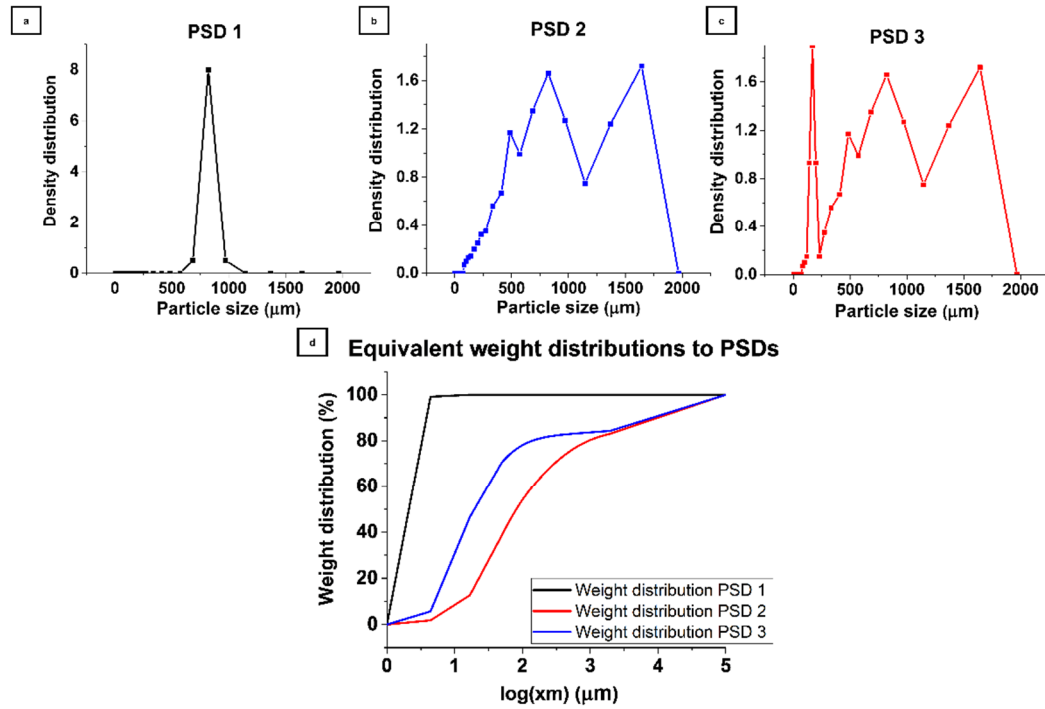 a
PSD 1
Density distribution
8
6
4
2
0
0 500 1000 1500 2000
Particle size (μm)
b
PSD 2
Density distribution
1.6
1.2
0.8
0.4
0.0
0 500 1000 1500 2000
Particle size (μm)
c
PSD 3
Density distribution
1.6
1.2
0.8
0.4
0.0
0 500 1000 1500 2000
Particle size (μm)
d
Equivalent weight distributions to PSDs
Weight distribution (%)
100
80
60
40
20
0
Weight distribution PSD 1
Weight distribution PSD 2
Weight distribution PSD 3
0 1 2 3 4 5
log(xm) (μm)